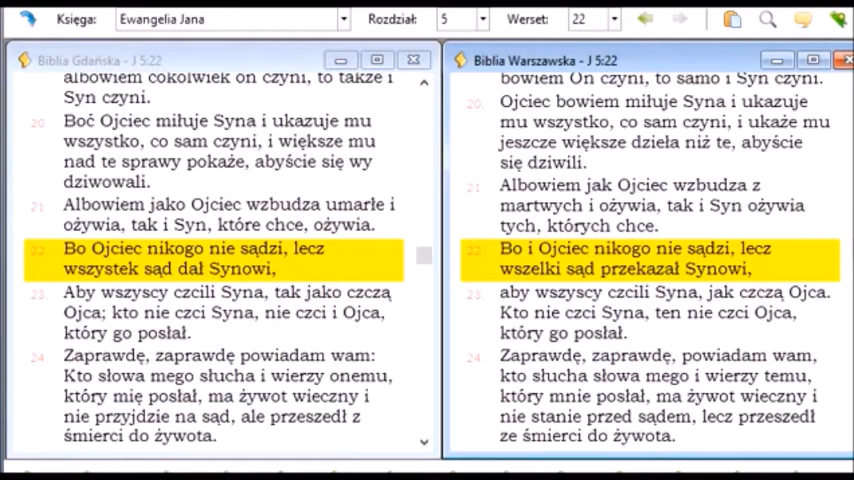 Księga: Ewangelia Jana Rozdział: 5 Werset: 22
Biblia Gdańska - J 5:22
albowiem cokolwiek on czyni, to także i
Syn czyni.
20. Boć Ojciec miłuje Syna i ukazuje mu
wszystko, co sam czyni, i większe mu
nad te sprawy pokaże, abyście się wy
dziwowali.
21. Albowiem jako Ojciec wzbudza umarłe i
ożywia, tak i Syn, które chce, ożywia.
22. Bo Ojciec nikogo nie sądzi, lecz
wszystek sąd dał Synowi,
23. Aby wszyscy czcili Syna, tak jako czczą
Ojca; kto nie czci Syna, nie czci i Ojca,
który go posłał.
24. Zaprawdę, zaprawdę powiadam wam:
Kto słowa mego słucha i wierzy onemu,
który mię posłał, ma żywot wieczny i
nie przyjdzie na sąd, ale przeszedł z
śmierci do żywota.
Biblia Warszawska - J 5:22
bowiem On czyni, to samo i Syn czyni.
20. Ojciec bowiem miłuje Syna i ukazuje
mu wszystko, co sam czyni, i ukaże mu
jeszcze większe dzieła niż te, abyście
się dziwili.
21. Albowiem jak Ojciec wzbudza z
martwych i ożywia, tak i Syn ożywia
tych, których chce.
22. Bo i Ojciec nikogo nie sądzi, lecz
wszelki sąd przekazał Synowi,
23. aby wszyscy czcili Syna, jak czczą Ojca.
Kto nie czci Syna, ten nie czci Ojca,
który go posłał.
24. Zaprawdę, zaprawdę, powiadam wam,
kto słucha słowa mego i wierzy temu,
który mnie posłał, ma żywot wieczny i
nie stanie przed sądem, lecz przeszedł
ze śmierci do żywota.